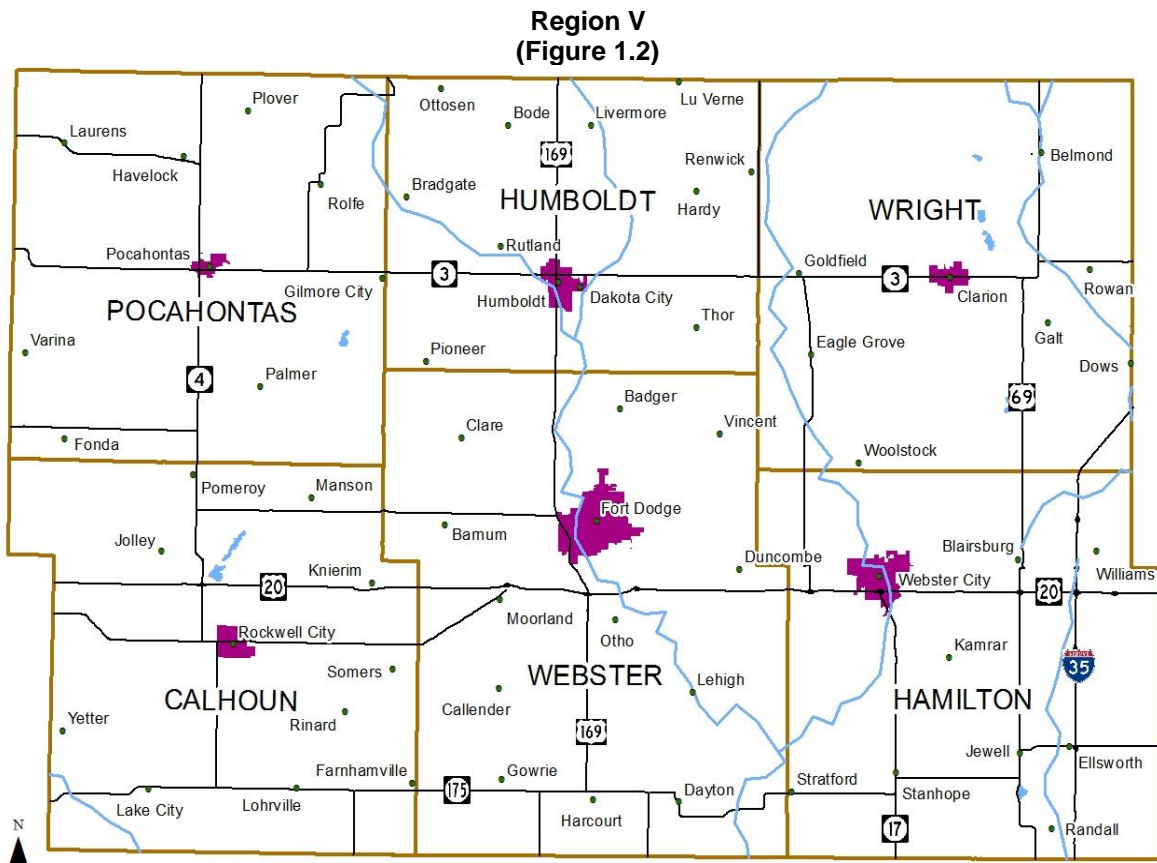 Region V
(Figure 1.2)
Plover
Ottosen
Bode
Livermore
Lu Verne
Laurens
Havelock
169
Renwick
Belmond
Rolfe
Bradgate
HUMBOLDT
Hardy
WRIGHT
Pocahontas
Rutland
Goldfield
3
3
Gilmore City
Humboldt
Dakota City
Clarion
Rowan
POCAHONTAS
Thor
Galt
Varina
Pioneer
Eagle Grove
Dows
4
Palmer
Badger
69
Fonda
Clare
Vincent
Woolstock
Pomeroy
Manson
Fort Dodge
Jolley
Barnum
Duncombe
Blairsburg
Knierim
20
Webster City
20
Williams
Moorland
Rockwell City
Otho
Kamrar
Somers
WEBSTER
Lehigh
INTERSTATE
35
CALHOUN
Callender
HAMILTON
Yetter
Rinard
169
Jewell
Ellsworth
Farnhamville
175
Gowrie
Stratford
Lake City
Lohrville
Dayton
Stanhope
Harcourt
17
Randall
N